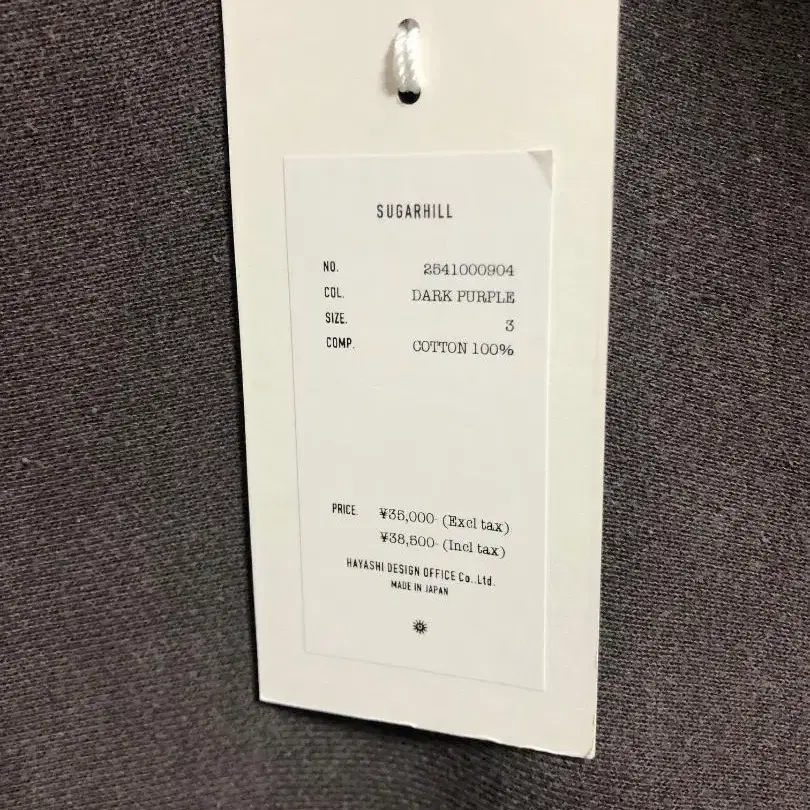 SUGARHILL
NO. 2541000904
COL. DARK PURPLE
SIZE. 3
COMP. COTTON 100%
PRICE. ¥35,000- (Excl tax)
¥38,500- (Incl tax)
HAYASHI DESIGN OFFICE Co.,Ltd.
MADE IN JAPAN